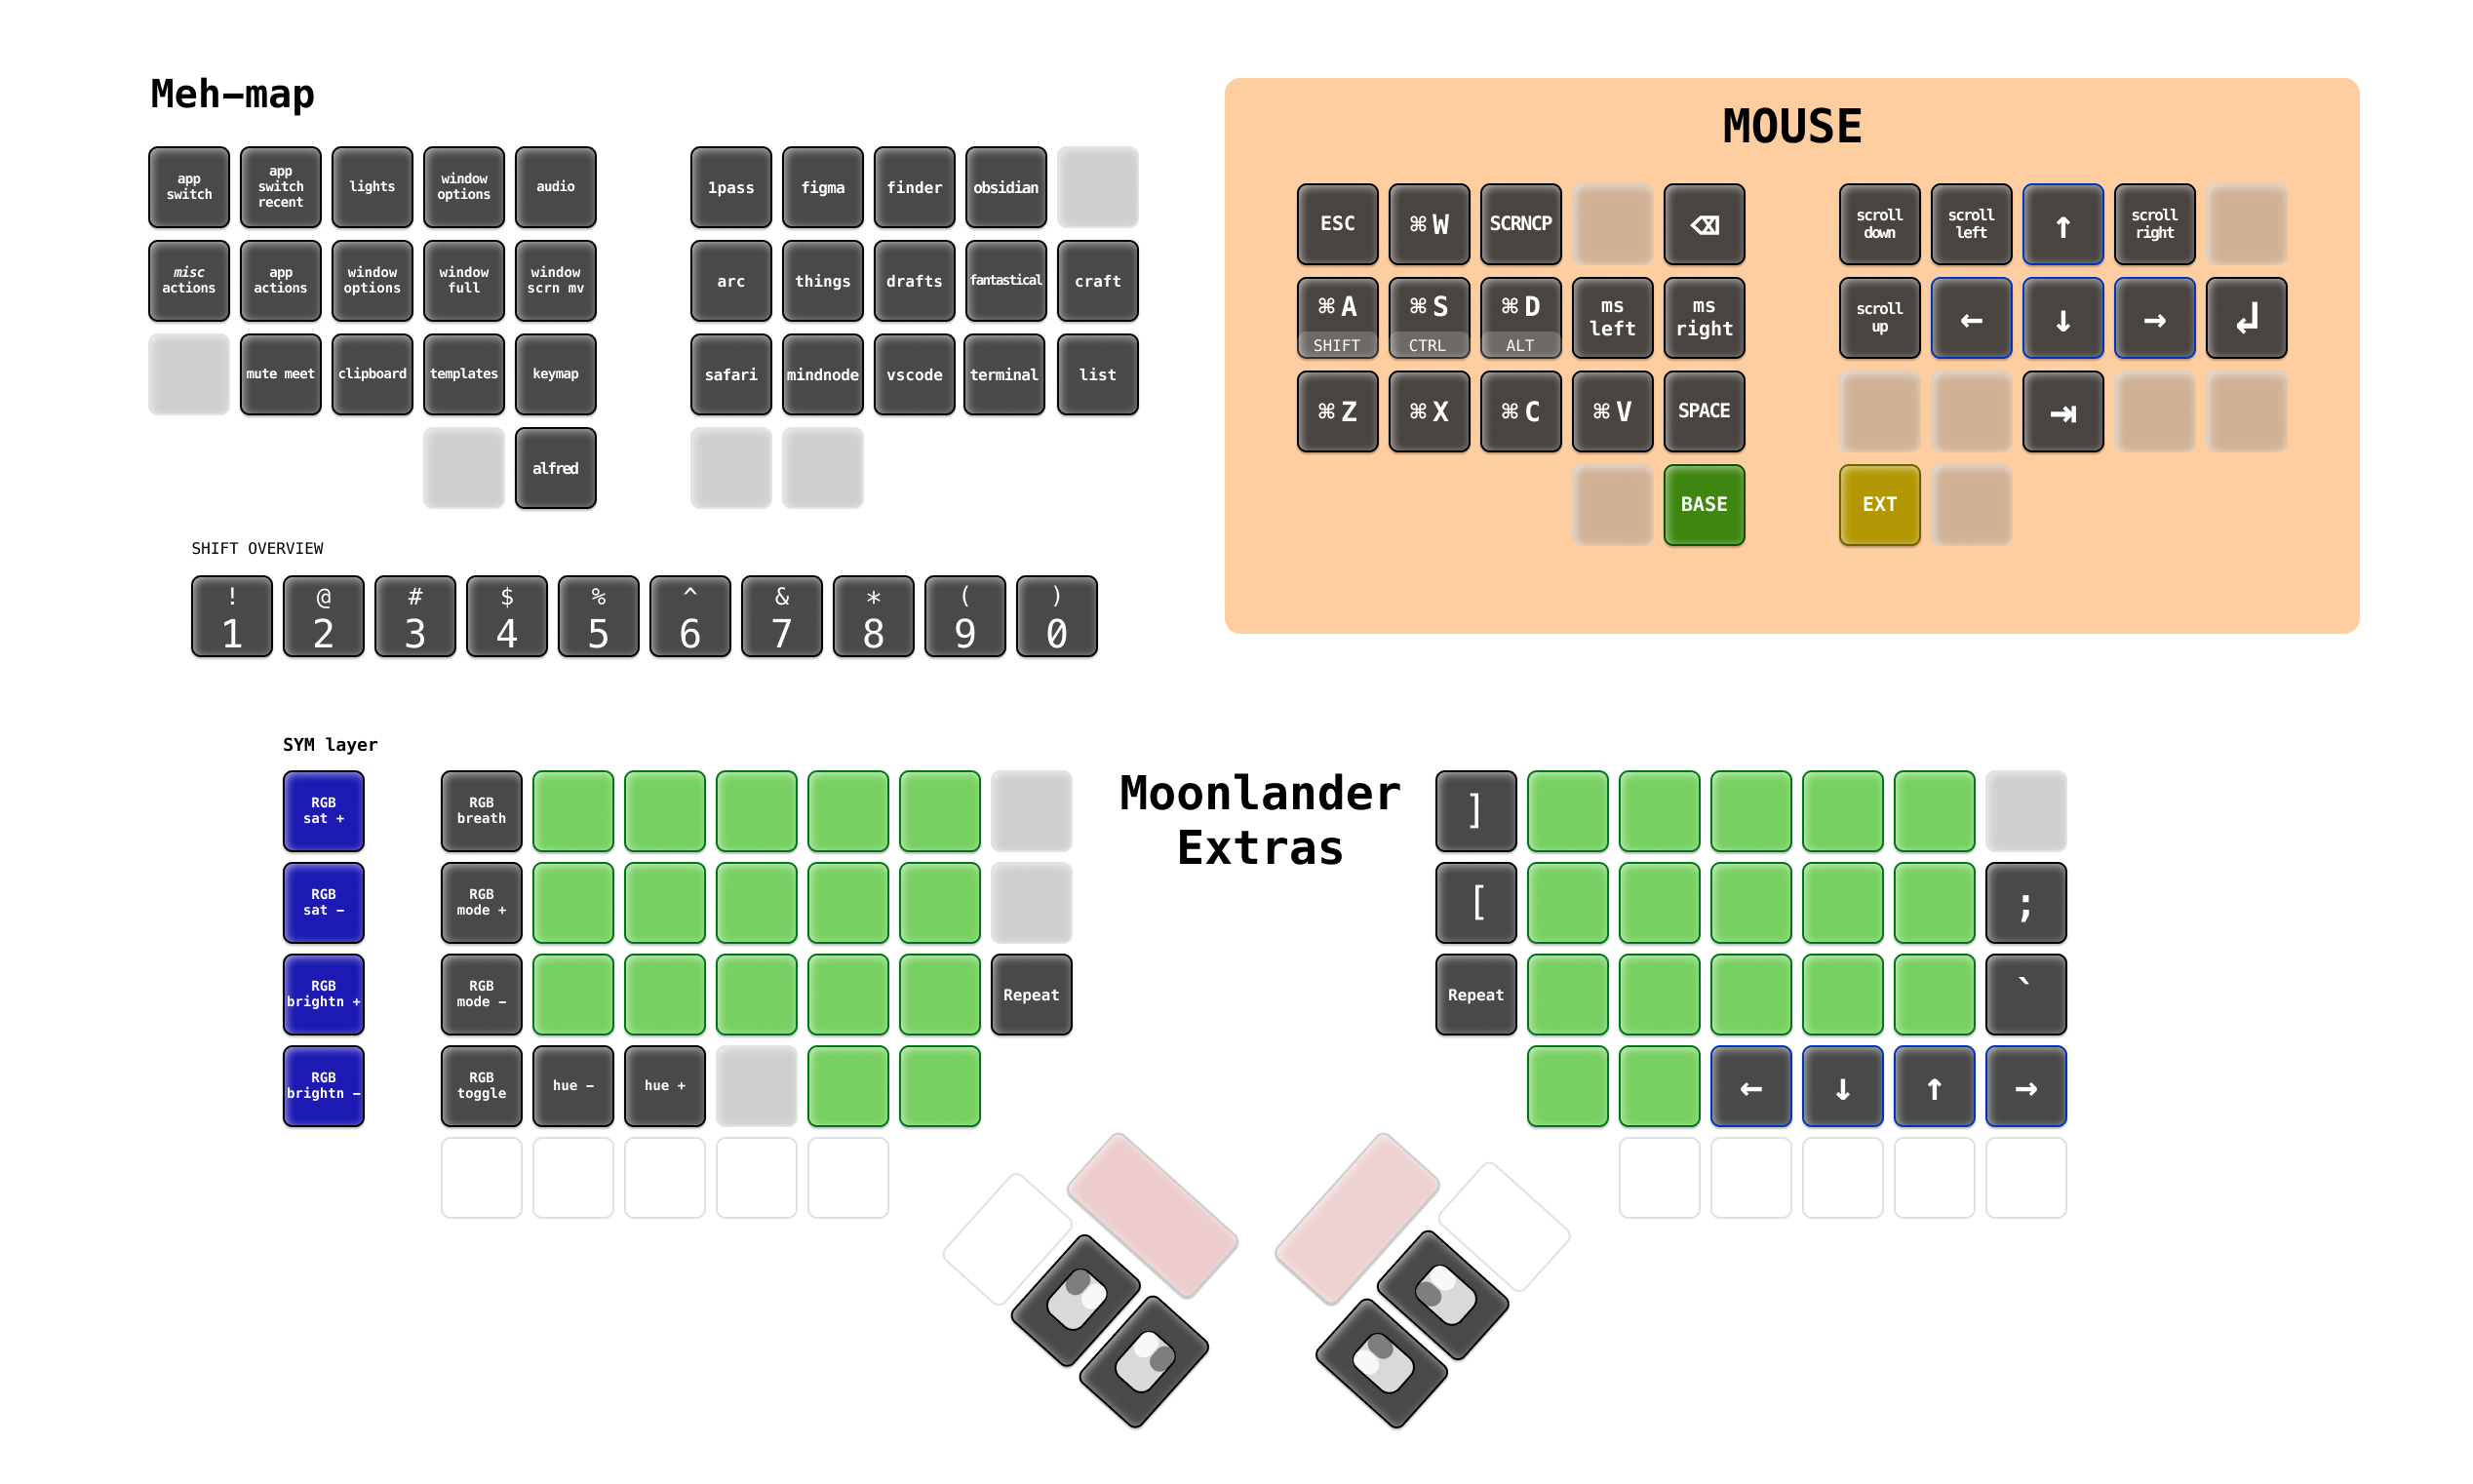 Meh-map
app switch
app switch recent
lights
window options
audio
1pass
figma
finder
obsidian
misc actions
app actions
window options
window full
window scrn mv
arc
things
drafts
fantastical
craft
mute meet
clipboard
templates
keymap
safari
mindnode
vscode
terminal
list
alfred
SHIFT OVERVIEW
! @ # $ % ^ & * ( )
1 2 3 4 5 6 7 8 9 0
MOUSE
ESC
⌘ W
SCRNCP
⌫
scroll down
scroll left
↑
scroll right
⌘ A
SHIFT
⌘ S
CTRL
⌘ D
ALT
ms left
ms right
scroll up
←
↓
→
↲
⌘ Z
⌘ X
⌘ C
⌘ V
SPACE
⇥
BASE
EXT
SYM layer
Moonlander
Extras
RGB sat +
RGB breath
]
RGB sat −
RGB mode +
[
;
RGB brightn +
RGB mode −
Repeat
Repeat
`
RGB brightn −
RGB toggle
hue −
hue +
←
↓
↑
→